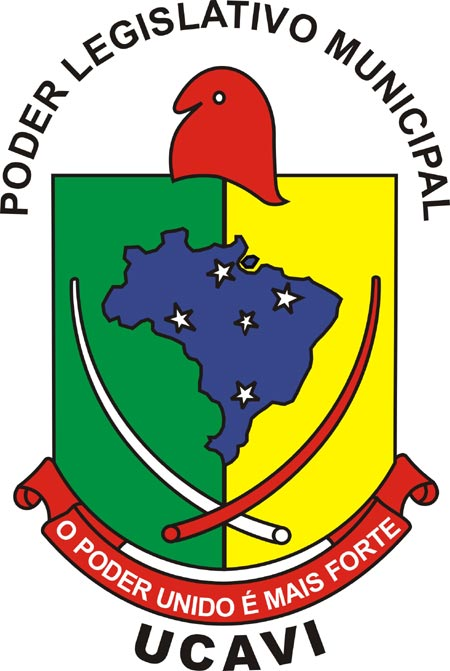 PODER LEGISLATIVO MUNICIPAL
O PODER UNIDO É MAIS FORTE
UCAVI